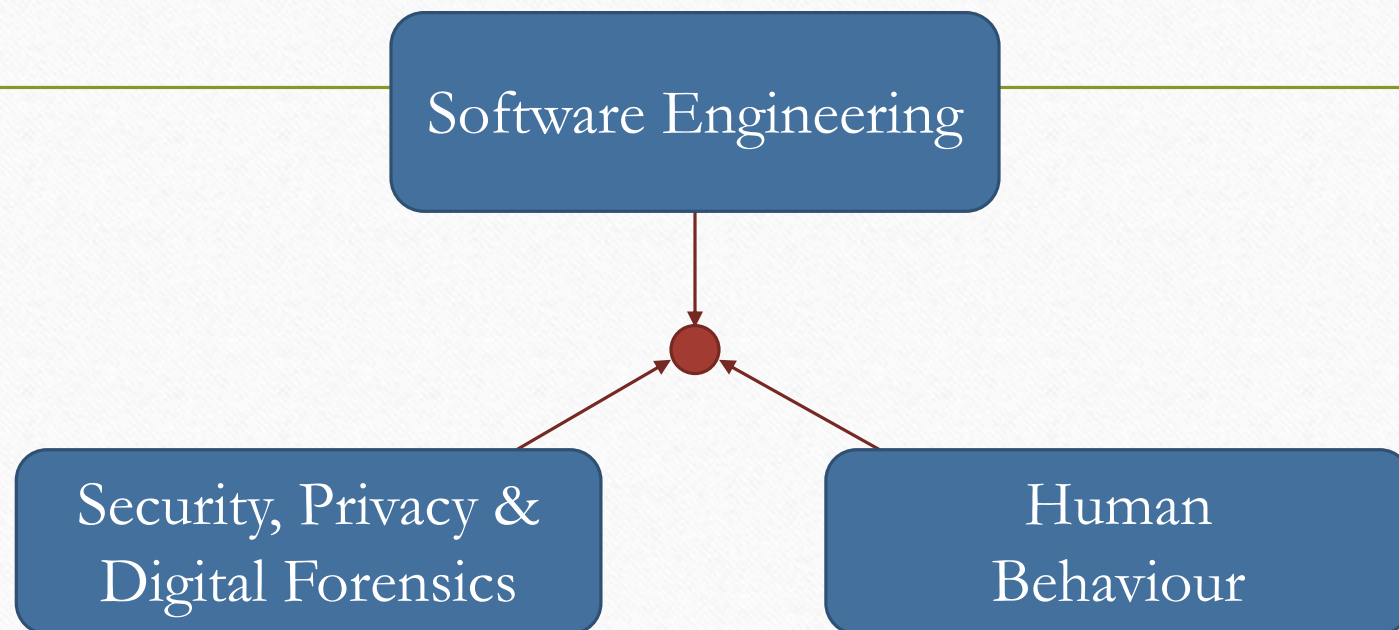 Software Engineering
Security, Privacy &
Digital Forensics
Human
Behaviour